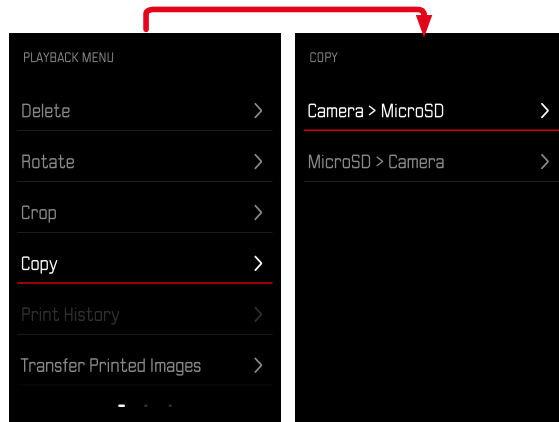 PLAYBACK MENU
Delete
Rotate
Crop
Copy
Print History
Transfer Printed Images
COPY
Camera > MicroSD
MicroSD > Camera